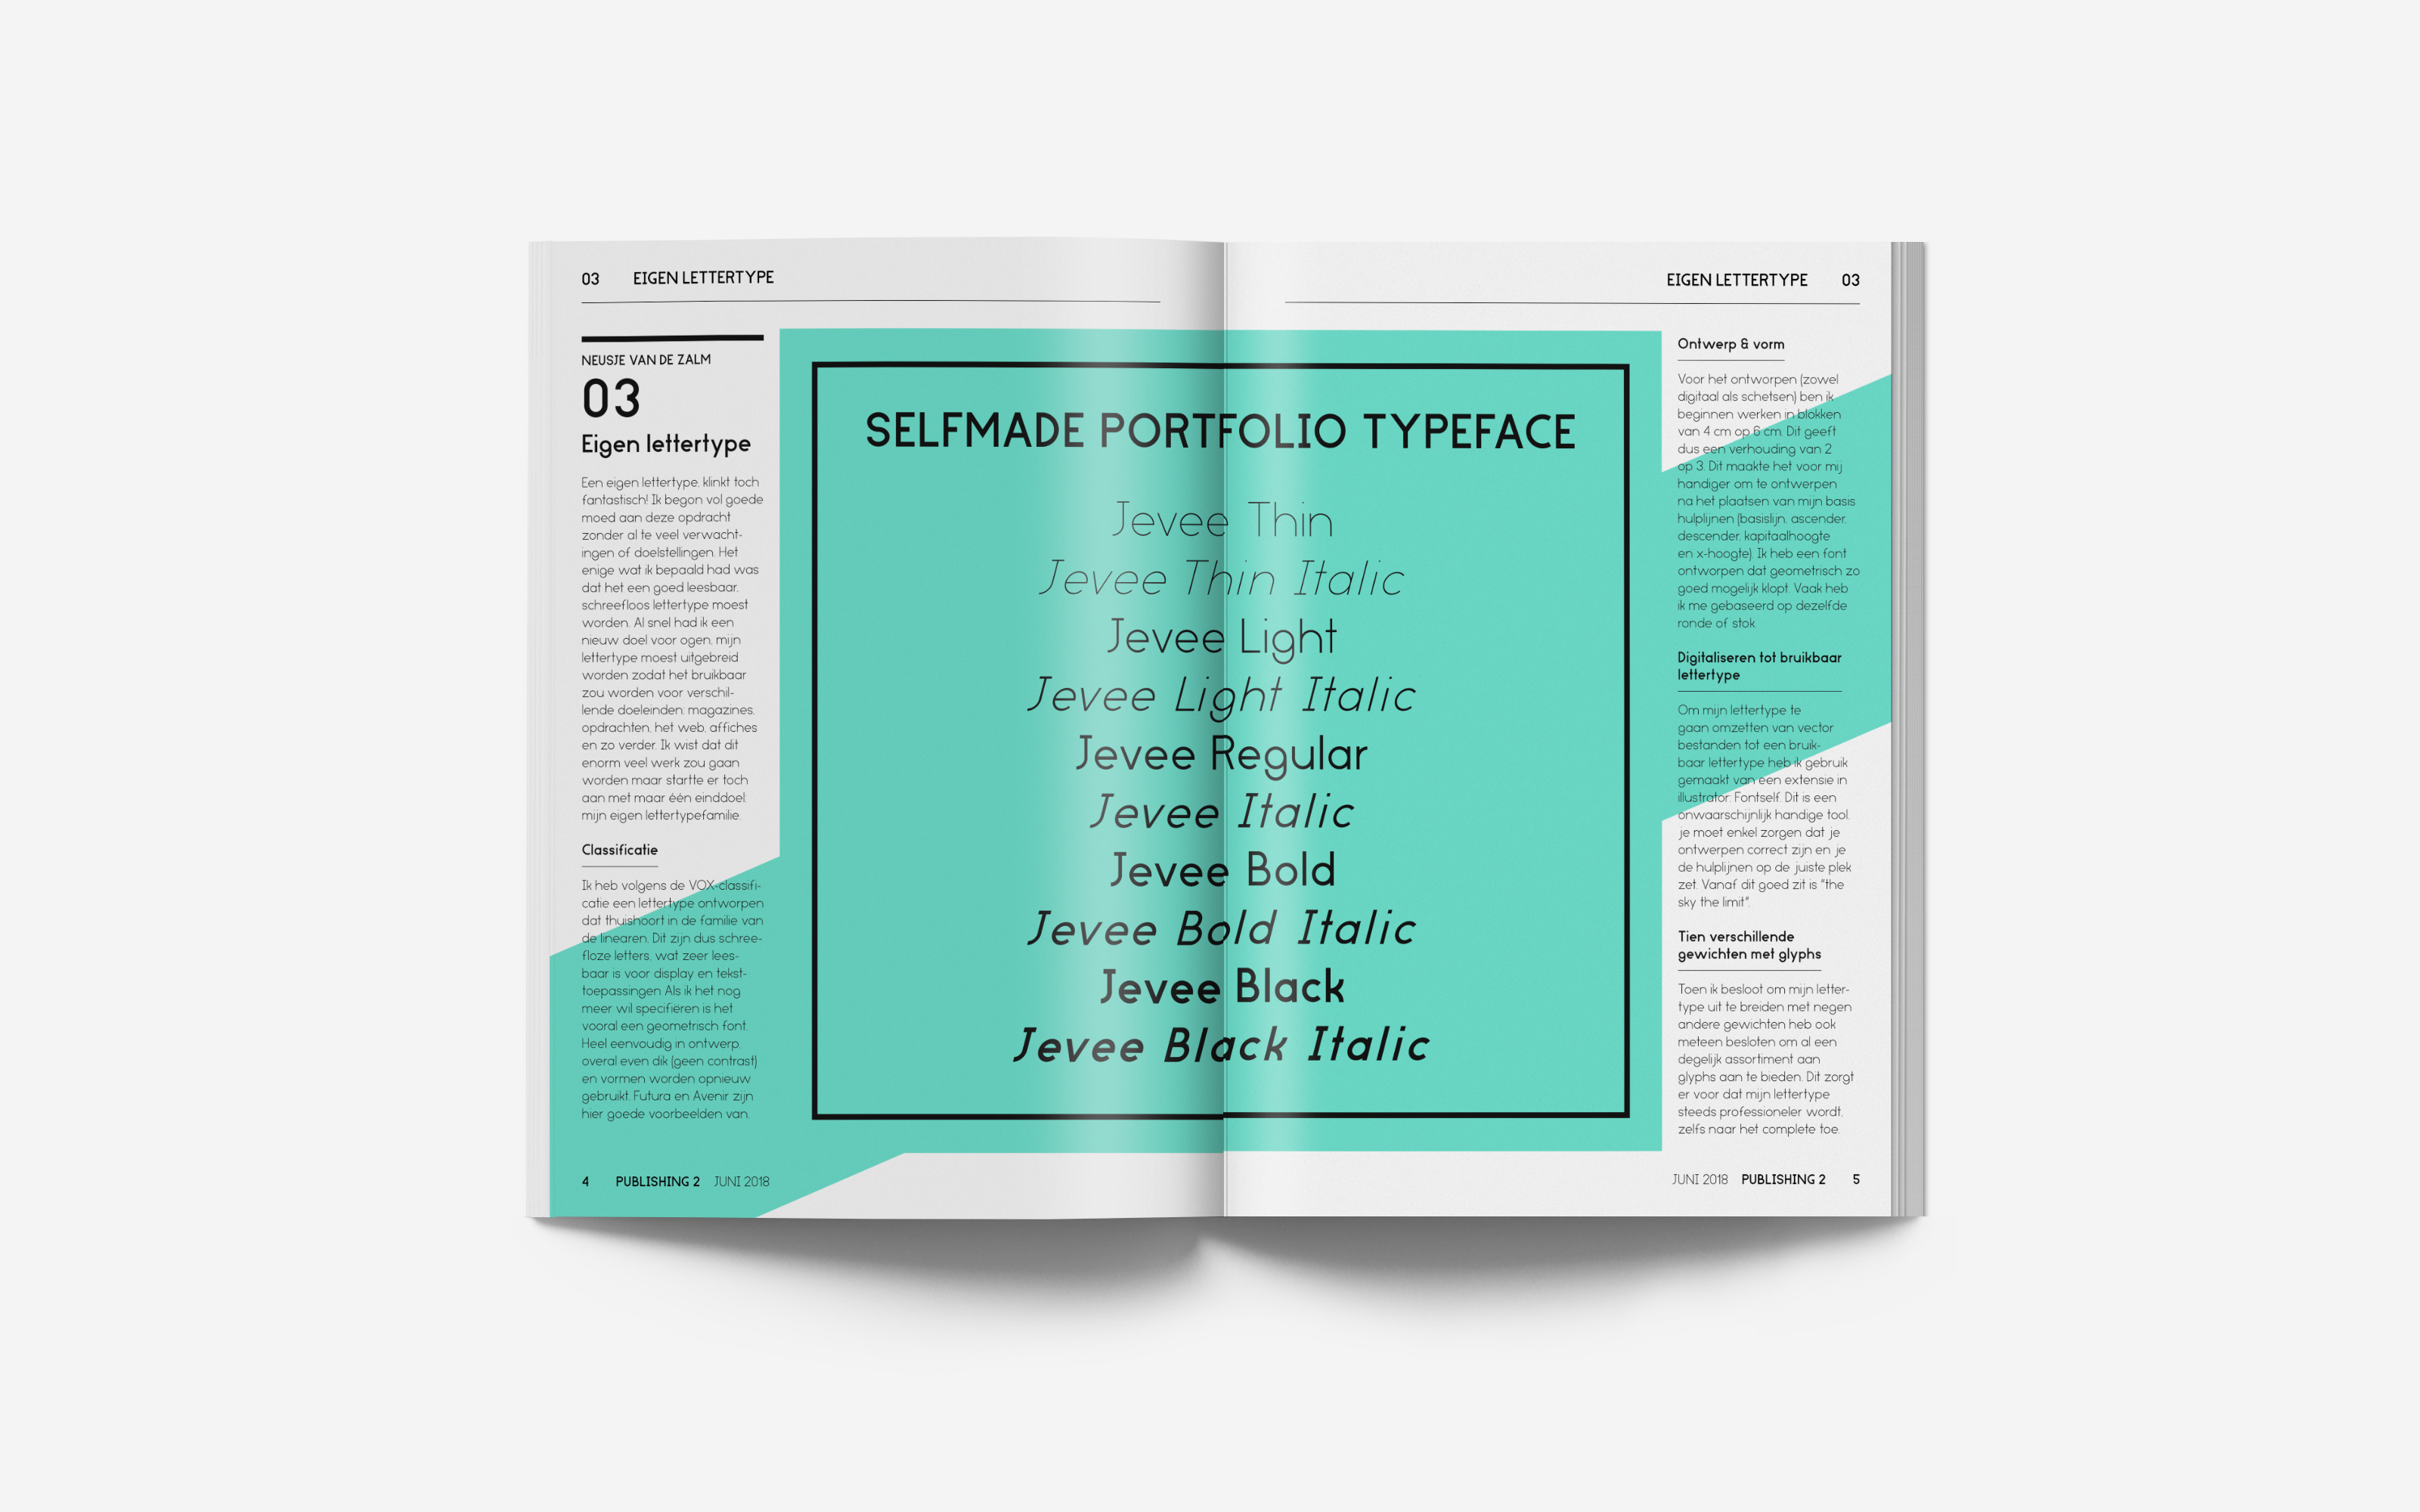 03 EIGEN LETTERTYPE
NEUSJE VAN DE ZALM
03
Eigen lettertype
Een eigen lettertype, klinkt toch
fantastisch! Ik begon vol goede
moed aan deze opdracht
zonder al te veel verwacht-
ingen of doelstellingen. Het
enige wat ik bepaald had was
dat het een goed leesbaar,
schreefloos lettertype moest
worden. Al snel had ik een
nieuw doel voor ogen, mijn
lettertype moest uitgebreid
worden zodat het bruikbaar
zou worden voor verschil-
lende doeleinden: magazines,
opdrachten, het web, affiches
en zo verder. Ik wist dat dit
enorm veel werk zou gaan
worden maar startte er toch
aan met maar één einddoel:
mijn eigen lettertypefamilie.
Classificatie
Ik heb volgens de VOX-classifi-
catie een lettertype ontworpen
dat thuishoort in de familie van
de linearen. Dit zijn dus schree-
floze letters, wat zeer lees-
baar is voor display en tekst-
toepassingen Als ik het nog
meer wil specifiëren is het
vooral een geometrisch font.
Heel eenvoudig in ontwerp,
overal even dik (geen contrast)
en vormen worden opnieuw
gebruikt. Futura en Avenir zijn
hier goede voorbeelden van.
4 PUBLISHING 2 JUNI 2018
SELFMADE PORTFOLIO TYPEFACE
Jevee Thin
Jevee Thin Italic
Jevee Light
Jevee Light Italic
Jevee Regular
Jevee Italic
Jevee Bold
Jevee Bold Italic
Jevee Black
Jevee Black Italic
EIGEN LETTERTYPE 03
Ontwerp & vorm
Voor het ontworpen (zowel
digitaal als schetsen) ben ik
beginnen werken in blokken
van 4 cm op 6 cm. Dit geeft
dus een verhouding van 2
op 3. Dit maakte het voor mij
handiger om te ontwerpen
na het plaatsen van mijn basis
hulplijnen (basislijn, ascender,
descender, kapitaalhoogte
en x-hoogte). Ik heb een font
ontworpen dat geometrisch zo
goed mogelijk klopt. Vaak heb
ik me gebaseerd op dezelfde
ronde of stok.
Digitaliseren tot bruikbaar
lettertype
Om mijn lettertype te
gaan omzetten van vector
bestanden tot een bruik-
baar lettertype heb ik gebruik
gemaakt van een extensie in
illustrator: Fontself. Dit is een
onwaarschijnlijk handige tool,
je moet enkel zorgen dat je
ontwerpen correct zijn en je
de hulplijnen op de juiste plek
zet. Vanaf dit goed zit is "the
sky the limit".
Tien verschillende
gewichten met glyphs
Toen ik besloot om mijn letter-
type uit te breiden met negen
andere gewichten heb ook
meteen besloten om al een
degelijk assortiment aan
glyphs aan te bieden. Dit zorgt
er voor dat mijn lettertype
steeds professioneler wordt,
zelfs naar het complete toe.
JUNI 2018 PUBLISHING 2 5